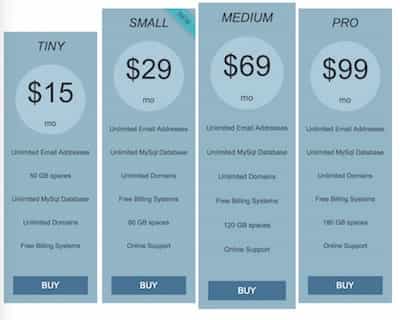 TINY
$15
mo
Unlimited Email Addresses
Unlimited MySql Database
50 GB spaces
Unlimited MySql Database
Unlimited Domains
Free Billing Systems
BUY
SMALL
NEW
$29
mo
Unlimited Email Addresses
Unlimited MySql Database
Unlimited Domains
Free Billing Systems
80 GB spaces
Online Support
BUY
MEDIUM
$69
mo
Unlimited Email Addresses
Unlimited MySql Database
Unlimited Domains
Free Billing Systems
120 GB spaces
Online Support
BUY
PRO
$99
mo
Unlimited Email Addresses
Unlimited MySql Database
Unlimited Domains
Free Billing Systems
180 GB spaces
Online Support
BUY